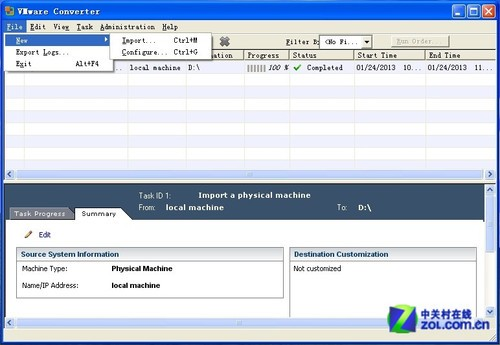 VMware Converter
File Edit View Task Administration Help
New Import... Ctrl+M
Export Logs... Configure... Ctrl+G
Exit Alt+F4
Filter By <No Fi... Run Order...
Progress Status Start Time End Time
local machine D:\ 100 % Completed 01/24/2013 10... 01/24/2013 11...
Task ID 1: Import a physical machine
From: local machine To: D:\
Task Progress Summary
Edit
Source System Information Destination Customization
Machine Type: Physical Machine Not customized
Name/IP Address: local machine
中关村在线
ZOL.COM.CN